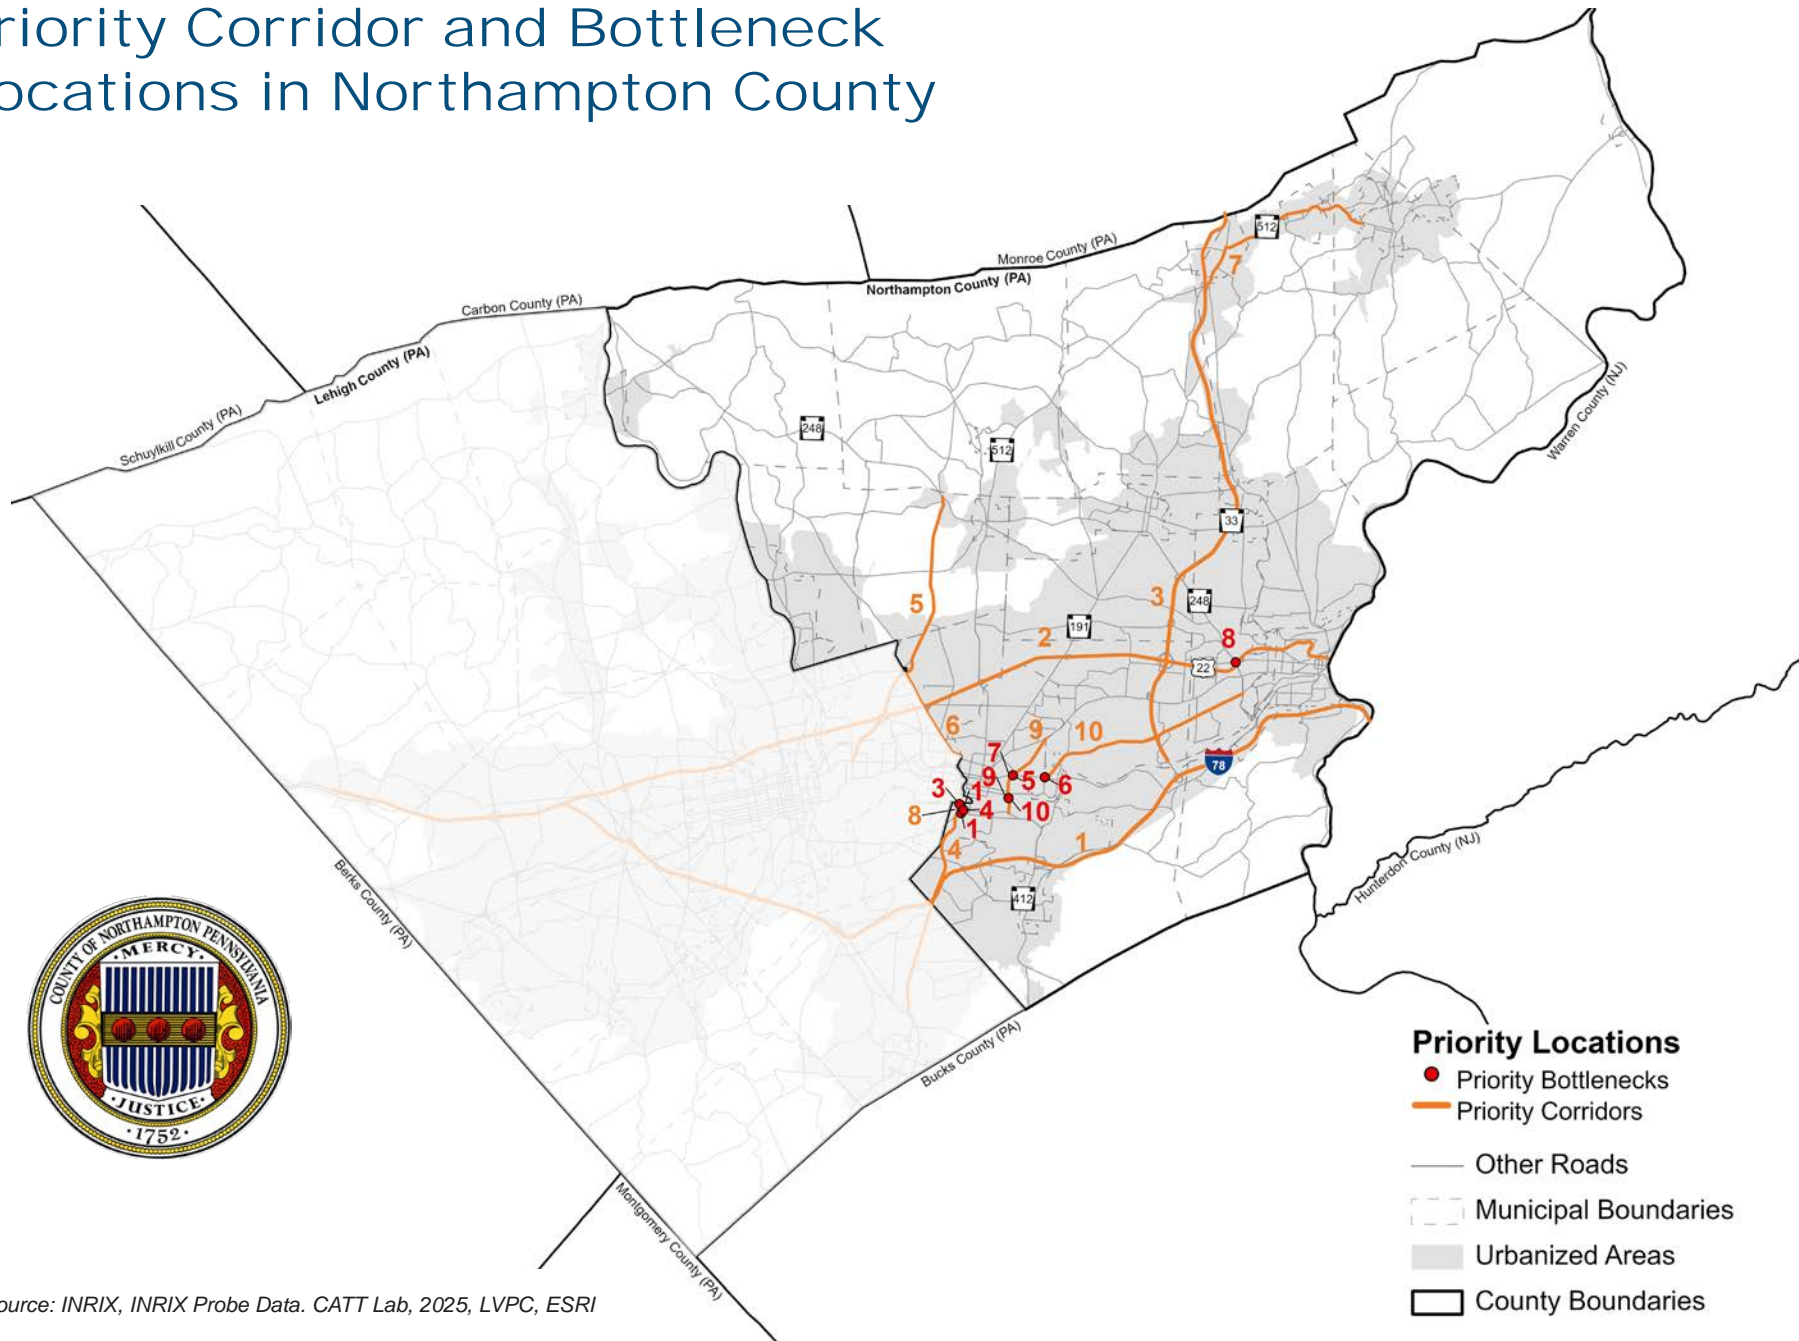 riority Corridor and Bottleneck
ocations in Northampton County
Monroe County (PA)
Northampton County (PA)
Carbon County (PA)
Lehigh County (PA)
Schuylkill County (PA)
Warren County (NJ)
Hunterdon County (NJ)
Berks County (PA)
Bucks County (PA)
Montgomery County (PA)
512
7
248
512
33
5
3
248
191
2
8
22
6
9
10
7
78
9
5
6
3
1
4
10
8
1
4
1
412
COUNTY OF NORTHAMPTON PENNSYLVANIA
·MERCY·
·JUSTICE·
·1752·
Priority Locations
Priority Bottlenecks
Priority Corridors
Other Roads
Municipal Boundaries
Urbanized Areas
County Boundaries
ource: INRIX, INRIX Probe Data. CATT Lab, 2025, LVPC, ESRI